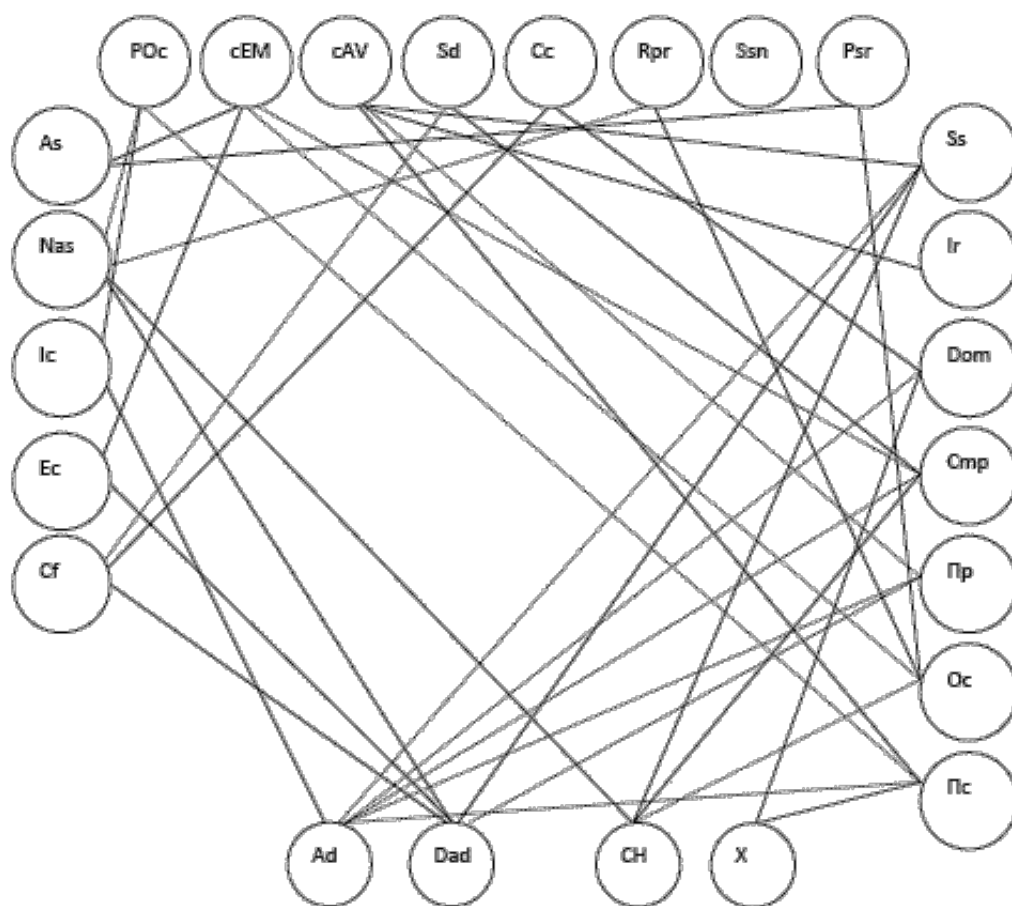 POc cEM cAV Sd Cc Rpr Ssn Psr
As
Ss
Nas
Ir
Ic
Dom
Ec
Cmp
Cf
Пр
Ос
Пс
Ad Dad CH X